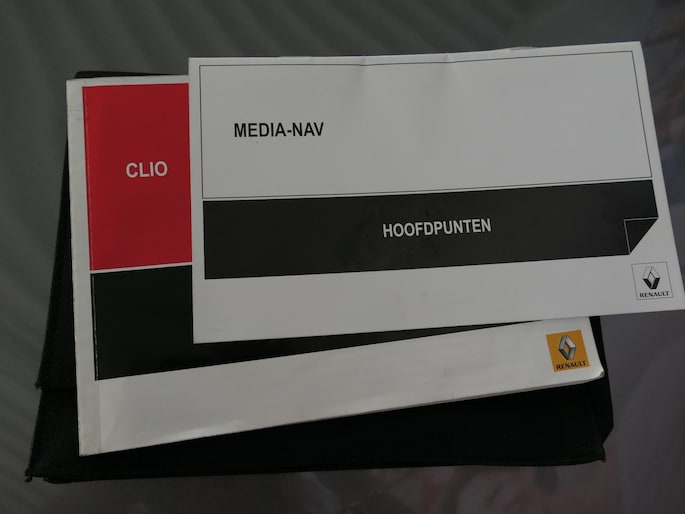 MEDIA-NAV
CLIO
HOOFDPUNTEN
RENAULT
RENAULT